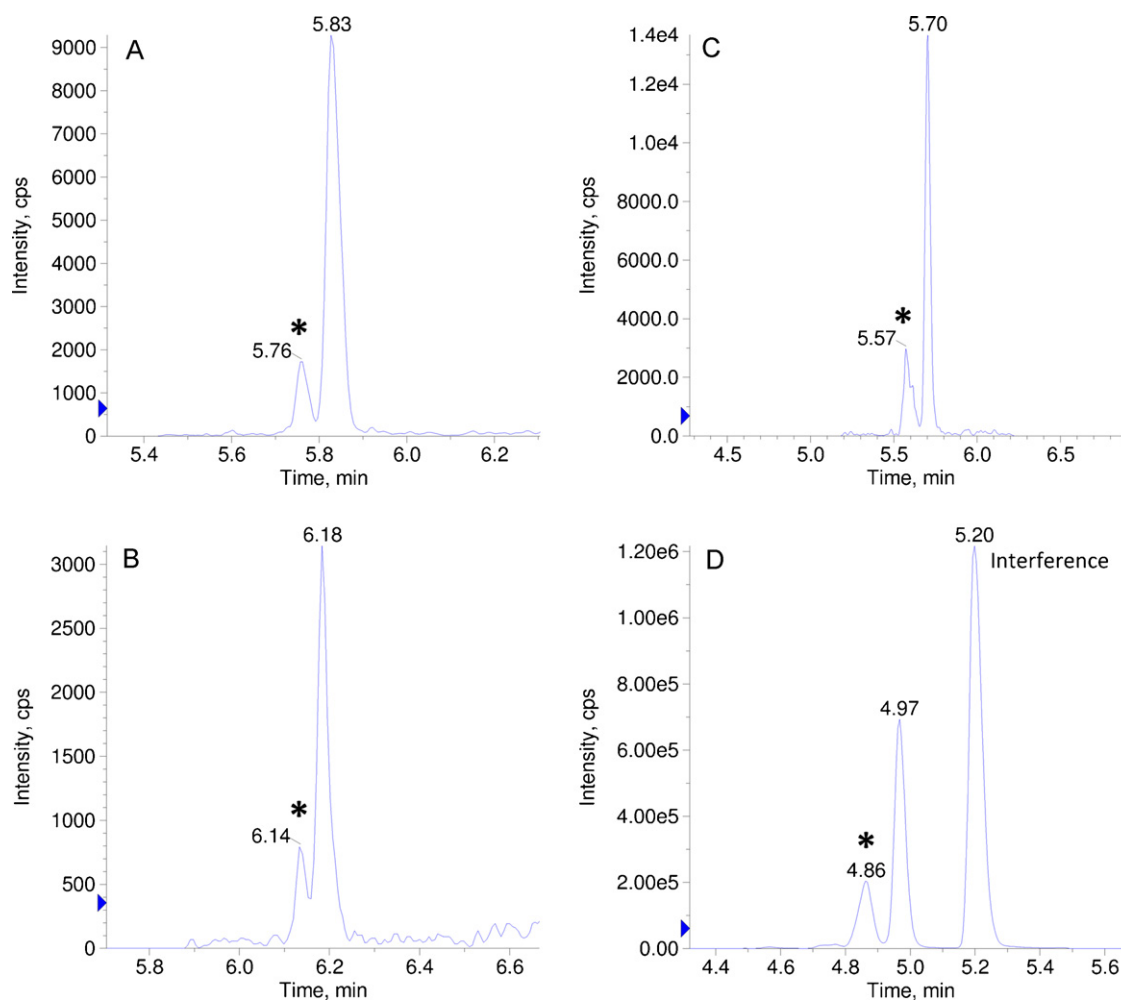 A
5.83
9000
8000
7000
6000
5000
4000
3000
2000
1000
0
Intensity, cps
*
5.76
5.4
5.6
5.8
6.0
6.2
Time, min
C
5.70
1.4e4
1.2e4
1.0e4
8000.0
6000.0
4000.0
2000.0
0.0
Intensity, cps
*
5.57
4.5
5.0
5.5
6.0
6.5
Time, min
B
6.18
3000
2500
2000
1500
1000
500
0
Intensity, cps
*
6.14
5.8
6.0
6.2
6.4
6.6
Time, min
D
5.20
Interference
1.20e6
1.00e6
8.00e5
6.00e5
4.00e5
2.00e5
0.00
Intensity, cps
4.97
*
4.86
4.4
4.6
4.8
5.0
5.2
5.4
5.6
Time, min